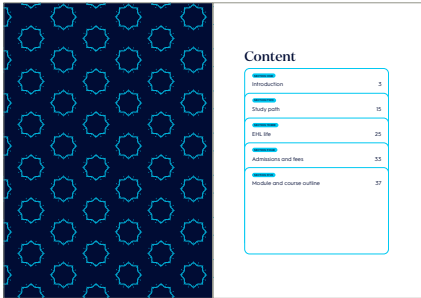 Content
Introduction 3
Study path 15
EHL life 25
Admissions and fees 33
Module and course outline 37